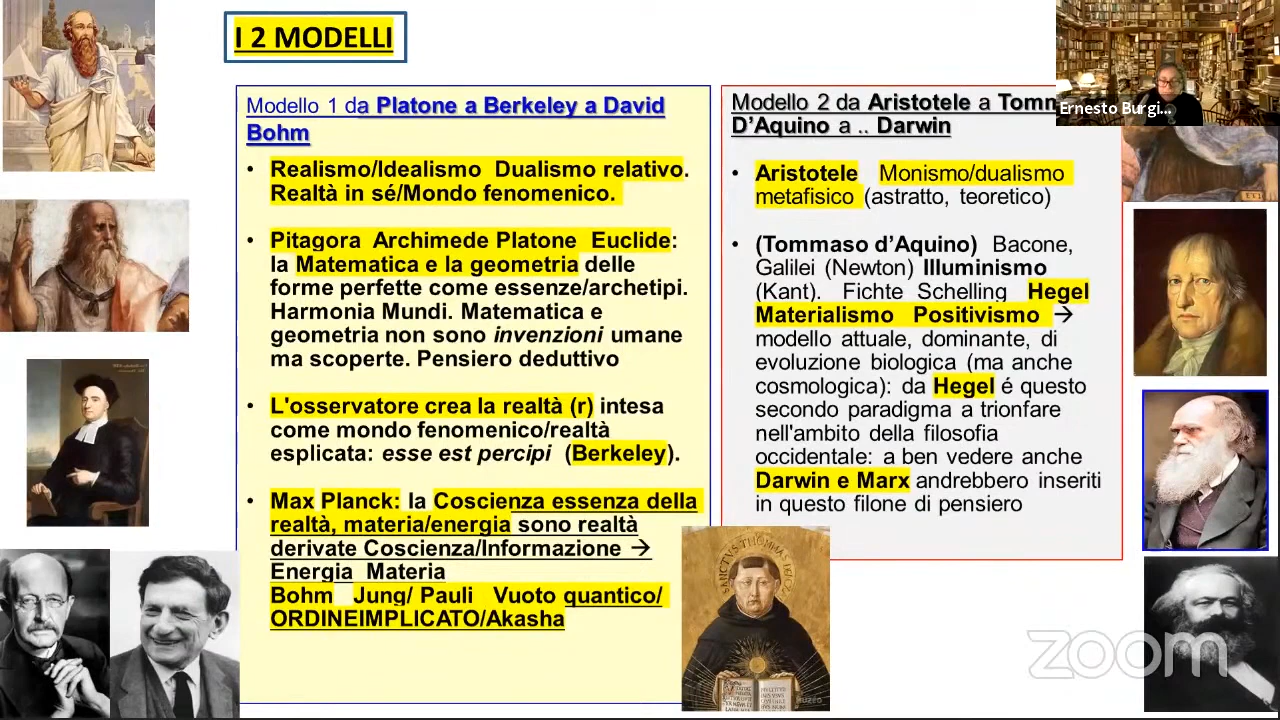 I 2 MODELLI
Modello 1 da Platone a Berkeley a David
Bohm
• Realismo/Idealismo Dualismo relativo.
Realtà in sé/Mondo fenomenico.
• Pitagora Archimede Platone Euclide:
la Matematica e la geometria delle
forme perfette come essenze/archetipi.
Harmonia Mundi. Matematica e
geometria non sono invenzioni umane
ma scoperte. Pensiero deduttivo
• L'osservatore crea la realtà (r) intesa
come mondo fenomenico/realtà
esplicata: esse est percipi (Berkeley).
• Max Planck: la Coscienza essenza della
realtà, materia/energia sono realtà
derivate Coscienza/Informazione →
Energia Materia
Bohm Jung/ Pauli Vuoto quantico/
ORDINEIMPLICATO/Akasha
Modello 2 da Aristotele a Tomm
D'Aquino a .. Darwin
• Aristotele Monismo/dualismo
metafisico (astratto, teoretico)
• (Tommaso d'Aquino) Bacone,
Galilei (Newton) Illuminismo
(Kant). Fichte Schelling Hegel
Materialismo Positivismo →
modello attuale, dominante, di
evoluzione biologica (ma anche
cosmologica): da Hegel é questo
secondo paradigma a trionfare
nell'ambito della filosofia
occidentale: a ben vedere anche
Darwin e Marx andrebbero inseriti
in questo filone di pensiero
Ernesto Burgi...
zoom